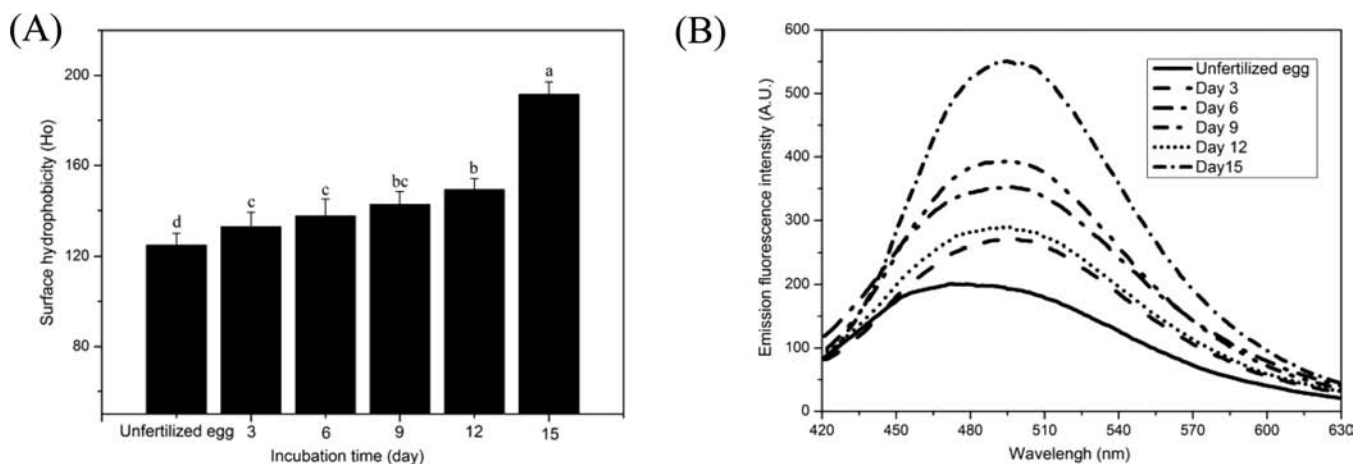 (A)
200
160
120
80
Surface hydrophobicity (Ho)
d
c
c
bc
b
a
Unfertilized egg 3 6 9 12 15
Incubation time (day)
(B)
600
500
400
300
200
100
0
Emission fluorescence intensity (A.U.)
Unfertilized egg
Day 3
Day 6
Day 9
Day 12
Day15
420 450 480 510 540 570 600 630
Wavelengh (nm)